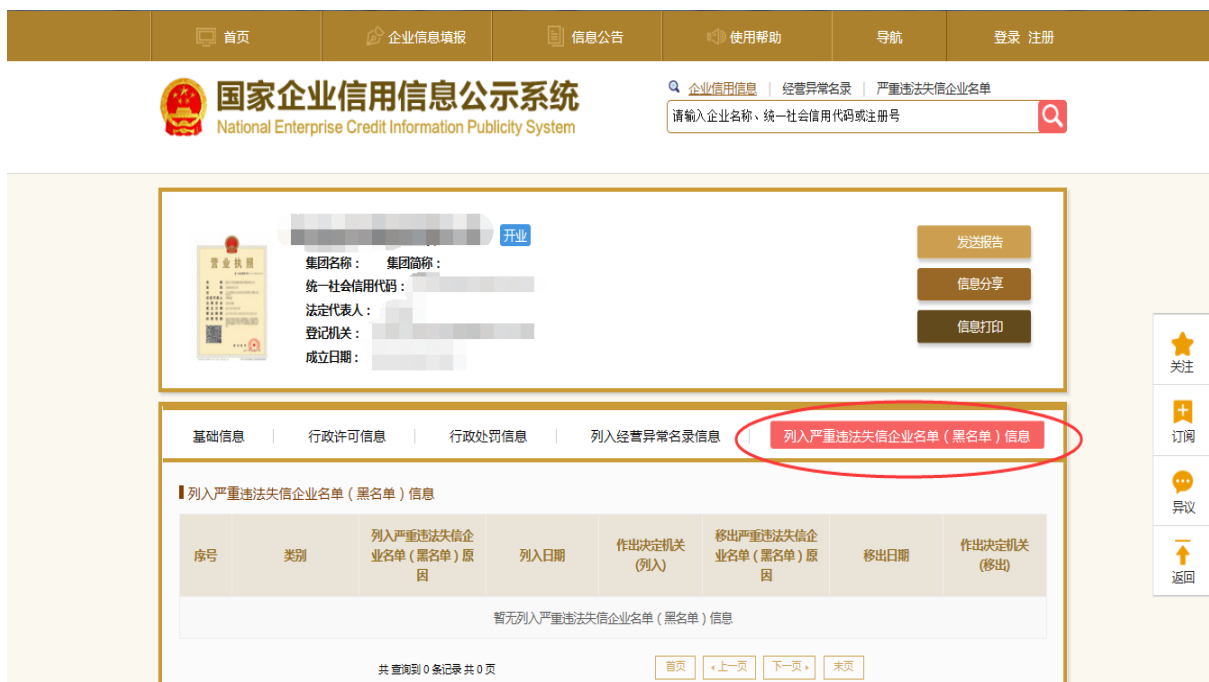 首页 企业信息填报 信息公告 使用帮助 导航 登录 注册
国家企业信用信息公示系统
National Enterprise Credit Information Publicity System
企业信用信息 | 经营异常名录 | 严重违法失信企业名单
请输入企业名称、统一社会信用代码或注册号
开业
集团名称： 集团简称：
统一社会信用代码：
法定代表人：
登记机关：
成立日期：
营业执照
发送报告
信息分享
信息打印
关注
订阅
异议
返回
基础信息 行政许可信息 行政处罚信息 列入经营异常名录信息 列入严重违法失信企业名单（黑名单）信息
列入严重违法失信企业名单（黑名单）信息
序号
类别
列入严重违法失信企
业名单（黑名单）原
因
列入日期
作出决定机关
(列入)
移出严重违法失信企
业名单（黑名单）原
因
移出日期
作出决定机关
(移出)
暂无列入严重违法失信企业名单（黑名单）信息
共 查询到 0 条记录 共 0 页
首页 上一页 下一页 末页